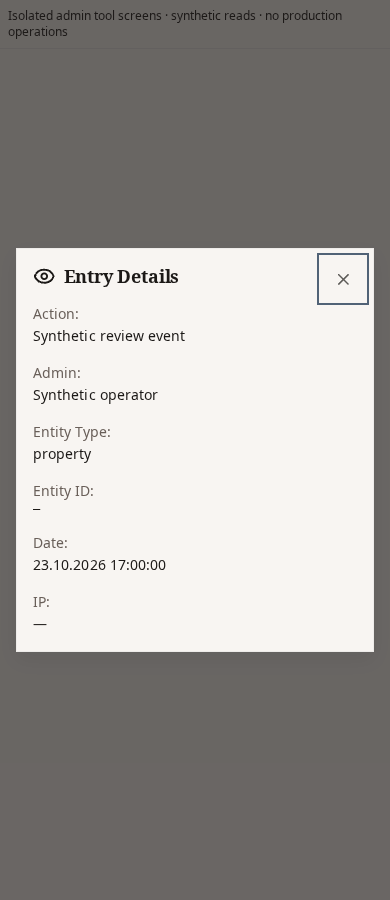 Isolated admin tool screens · synthetic reads · no production
operations
Entry Details
Action:
Synthetic review event
Admin:
Synthetic operator
Entity Type:
property
Entity ID:
—
Date:
23.10.2026 17:00:00
IP:
—